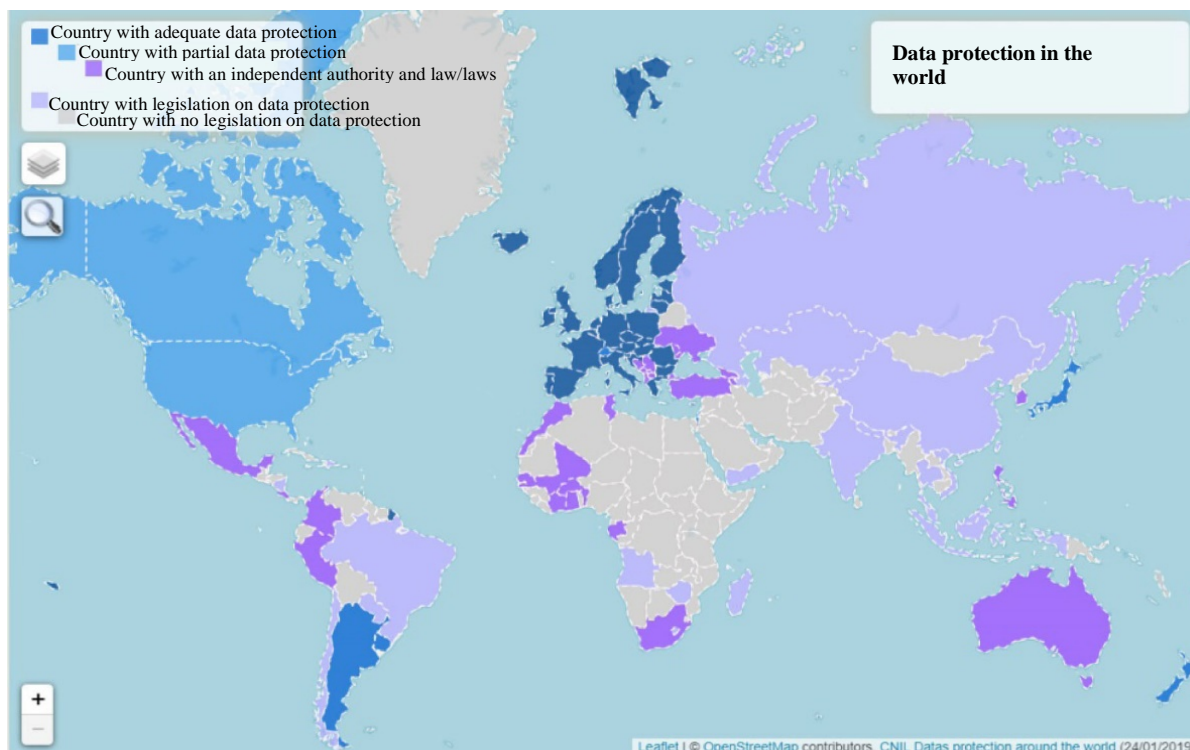 Country with adequate data protection
Country with partial data protection
Country with an independent authority and law/laws
Country with legislation on data protection
Country with no legislation on data protection
Data protection in the
world
+
−
Leaflet | © OpenStreetMap contributors, CNIL Datas protection around the world (24/01/2019